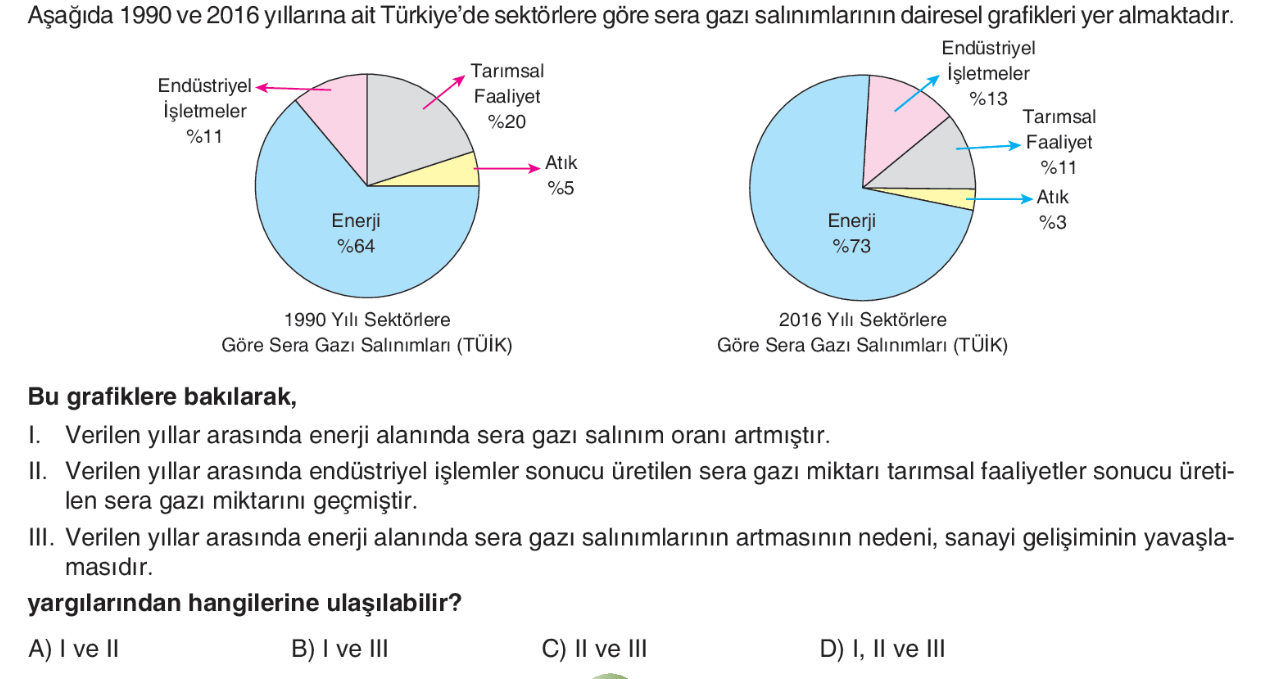 Aşağıda 1990 ve 2016 yıllarına ait Türkiye’de sektörlere göre sera gazı salınımlarının dairesel grafikleri yer almaktadır.
Endüstriyel
İşletmeler
%11
Tarımsal
Faaliyet
%20
Atık
%5
Enerji
%64
1990 Yılı Sektörlere
Göre Sera Gazı Salınımları (TÜİK)
Endüstriyel
İşletmeler
%13
Tarımsal
Faaliyet
%11
Atık
%3
Enerji
%73
2016 Yılı Sektörlere
Göre Sera Gazı Salınımları (TÜİK)
Bu grafiklere bakılarak,
I. Verilen yıllar arasında enerji alanında sera gazı salınım oranı artmıştır.
II. Verilen yıllar arasında endüstriyel işlemler sonucu üretilen sera gazı miktarı tarımsal faaliyetler sonucu üreti-
len sera gazı miktarını geçmiştir.
III. Verilen yıllar arasında enerji alanında sera gazı salınımlarının artmasının nedeni, sanayi gelişiminin yavaşla-
masıdır.
yargılarından hangilerine ulaşılabilir?
A) I ve II B) I ve III C) II ve III D) I, II ve III